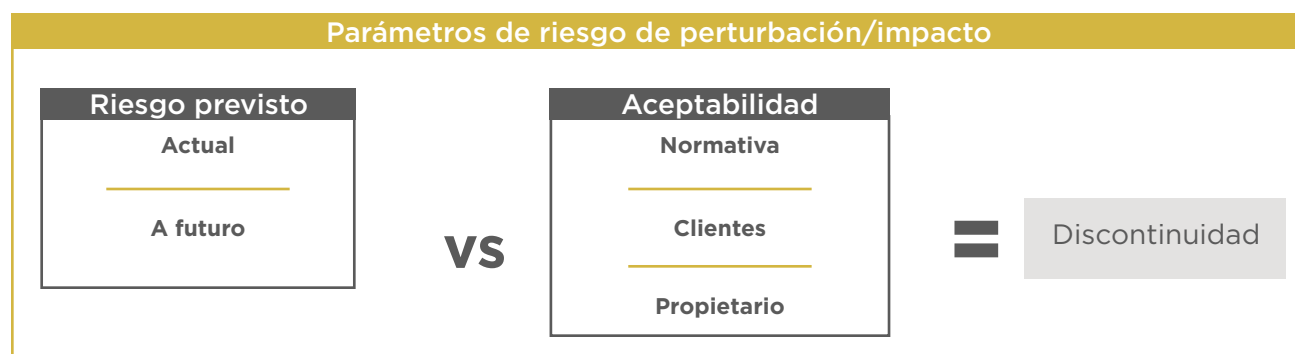 Parámetros de riesgo de perturbación/impacto
Riesgo previsto
Actual
A futuro
vs
Aceptabilidad
Normativa
Clientes
Propietario
=
Discontinuidad